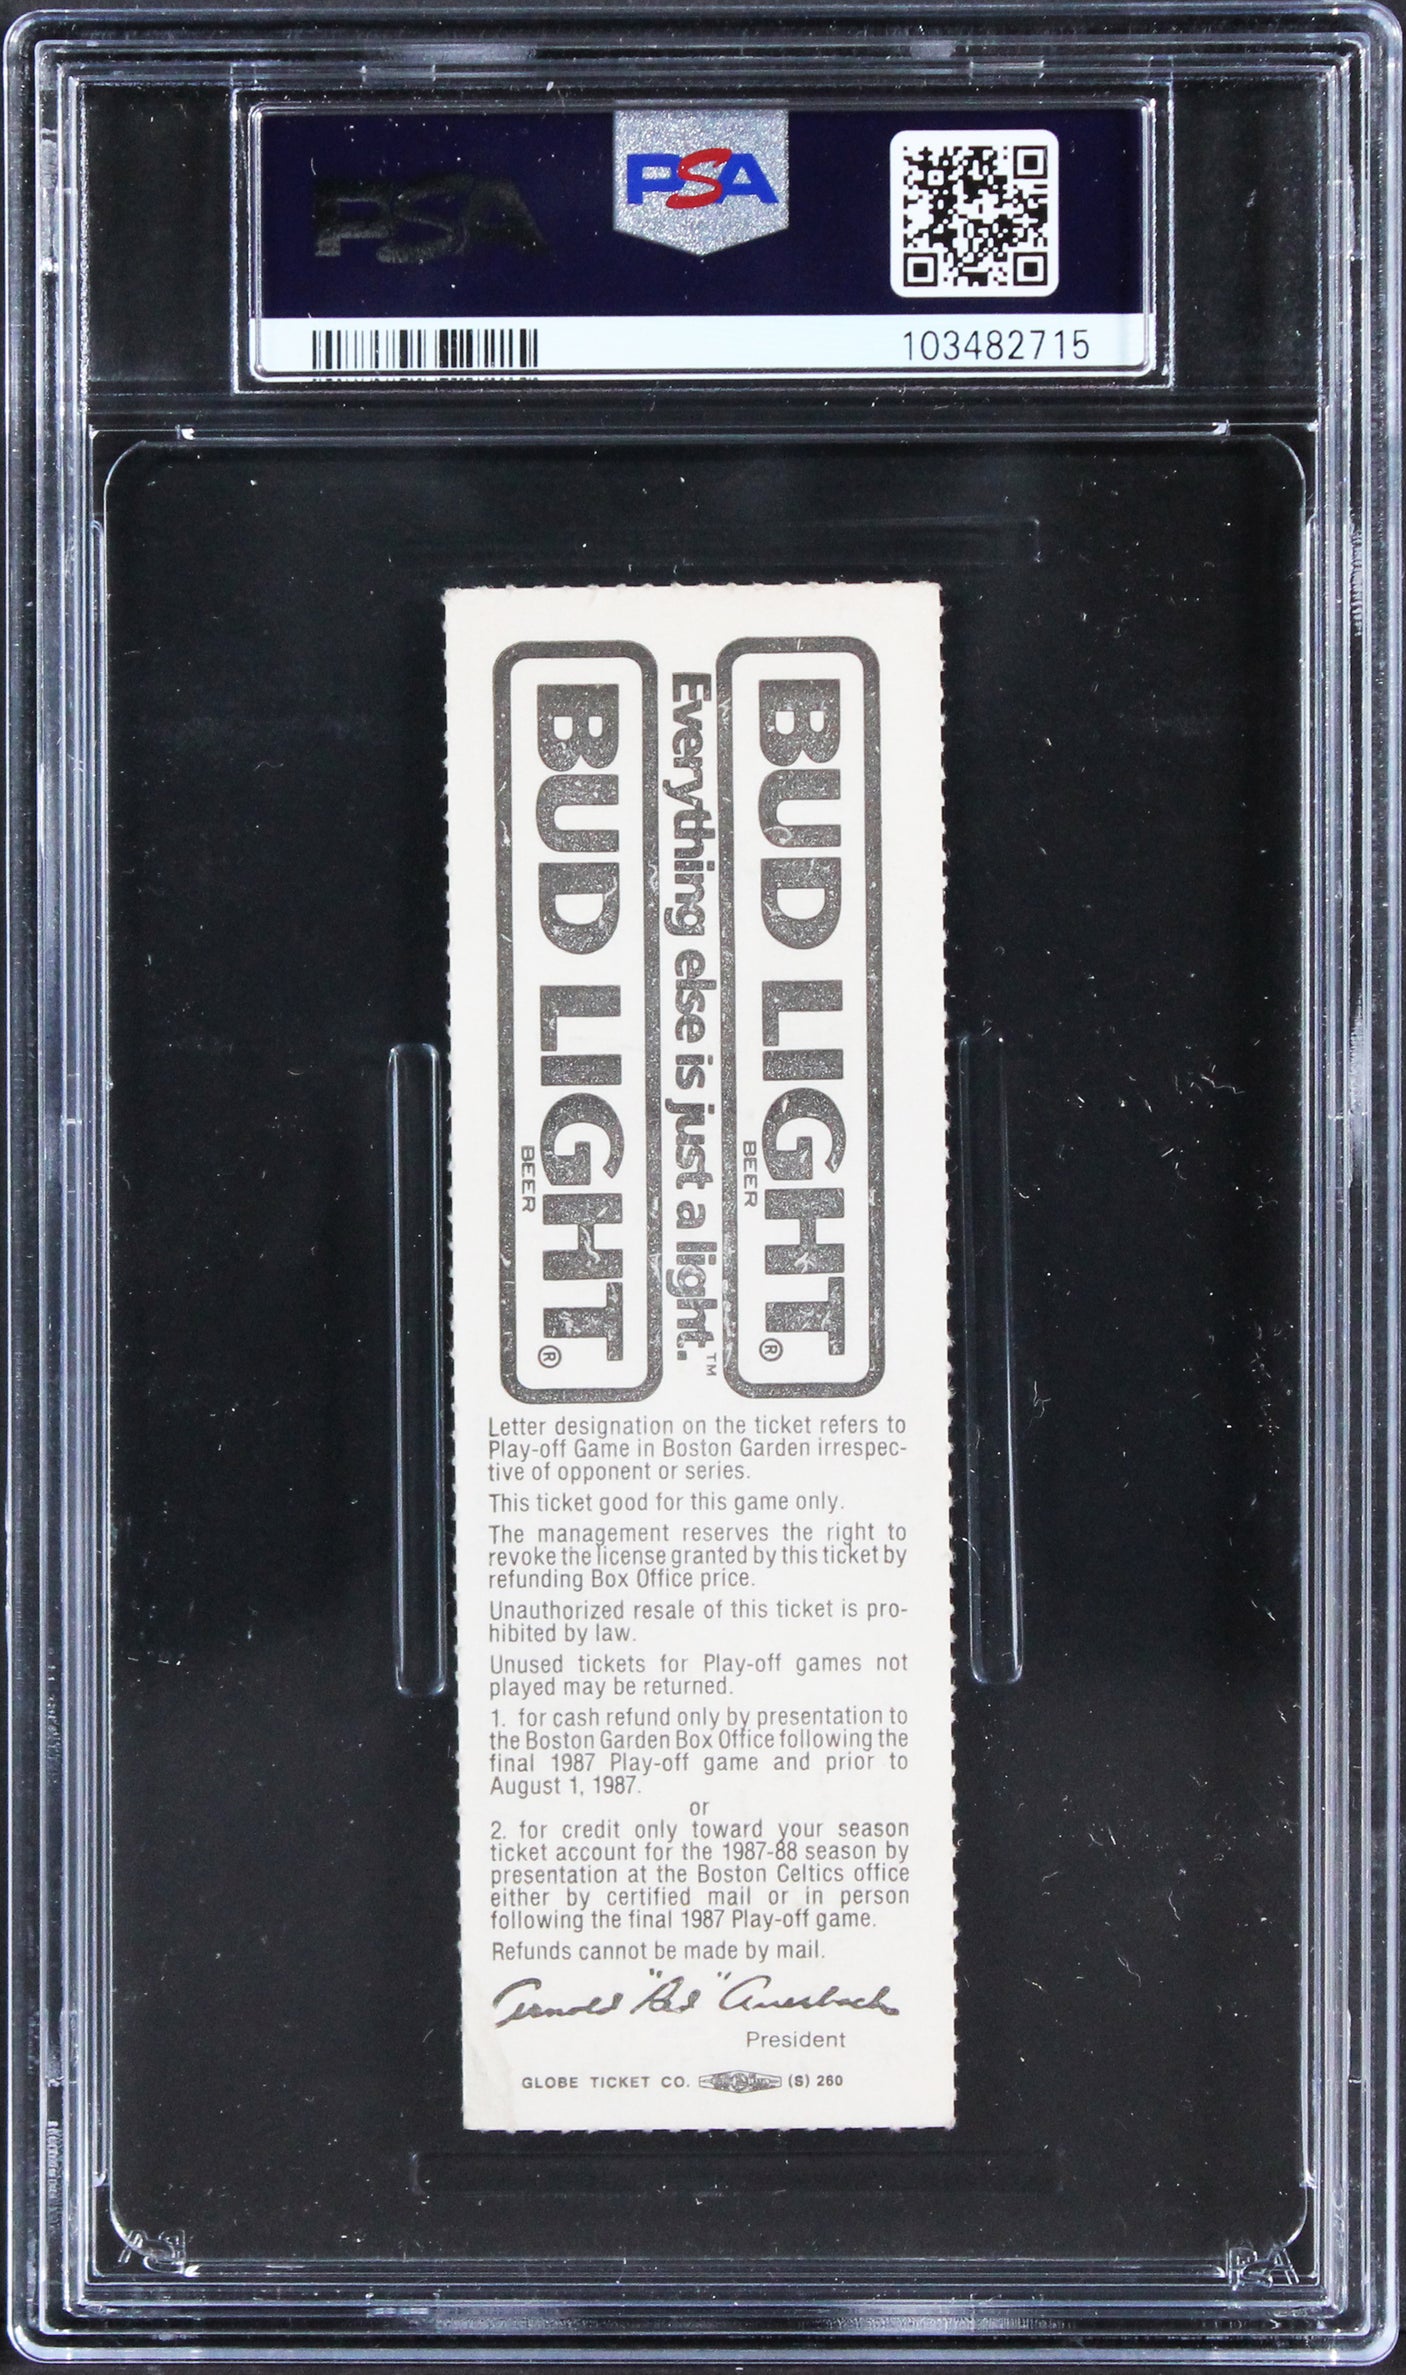 PSA
PSA
103482715
BUD LIGHT
BEER
®
Everything else is just a light.™
BUD LIGHT
BEER
®
Letter designation on the ticket refers to
Play-off Game in Boston Garden irrespec-
tive of opponent or series.
This ticket good for this game only.
The management reserves the right to
revoke the license granted by this ticket by
refunding Box Office price.
Unauthorized resale of this ticket is pro-
hibited by law.
Unused tickets for Play-off games not
played may be returned.
1. for cash refund only by presentation to
the Boston Garden Box Office following the
final 1987 Play-off game and prior to
August 1, 1987.
or
2. for credit only toward your season
ticket account for the 1987-88 season by
presentation at the Boston Celtics office
either by certified mail or in person
following the final 1987 Play-off game.
Refunds cannot be made by mail.
Arnold "Red" Auerbach
President
GLOBE TICKET CO. (S) 260
PSA